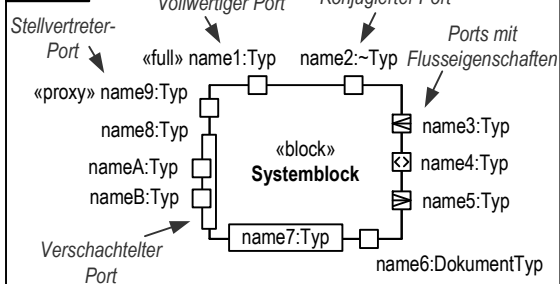 Vollwertiger Port
Konjugierter Port
Stellvertreter-
Port
Ports mit
Flusseigenschaften
«full» name1:Typ
name2:~Typ
«proxy» name9:Typ
name8:Typ
nameA:Typ
nameB:Typ
«block»
Systemblock
name3:Typ
name4:Typ
name5:Typ
name7:Typ
name6:DokumentTyp
Verschachtelter
Port